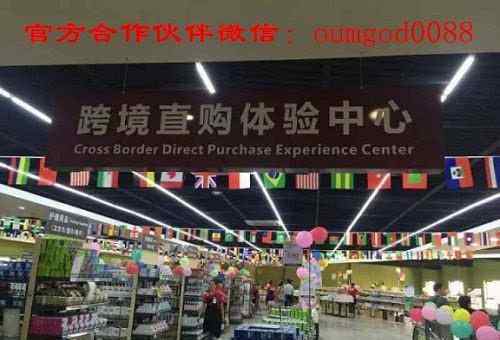 官方合作伙伴微信：oumgod0088
跨境直购体验中心
Cross Border Direct Purchase Experience Center